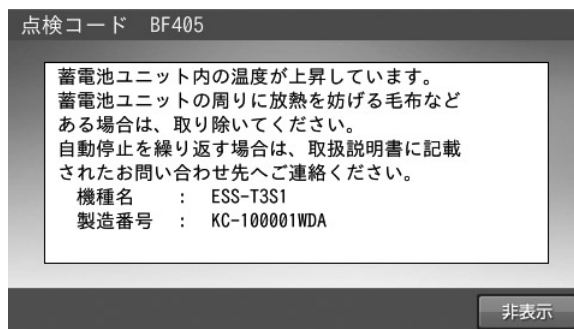 点検コード BF405
蓄電池ユニット内の温度が上昇しています。
蓄電池ユニットの周りに放熱を妨げる毛布など
ある場合は、取り除いてください。
自動停止を繰り返す場合は、取扱説明書に記載
されたお問い合わせ先へご連絡ください。
機種名 : ESS-T3S1
製造番号 : KC-100001WDA
非表示